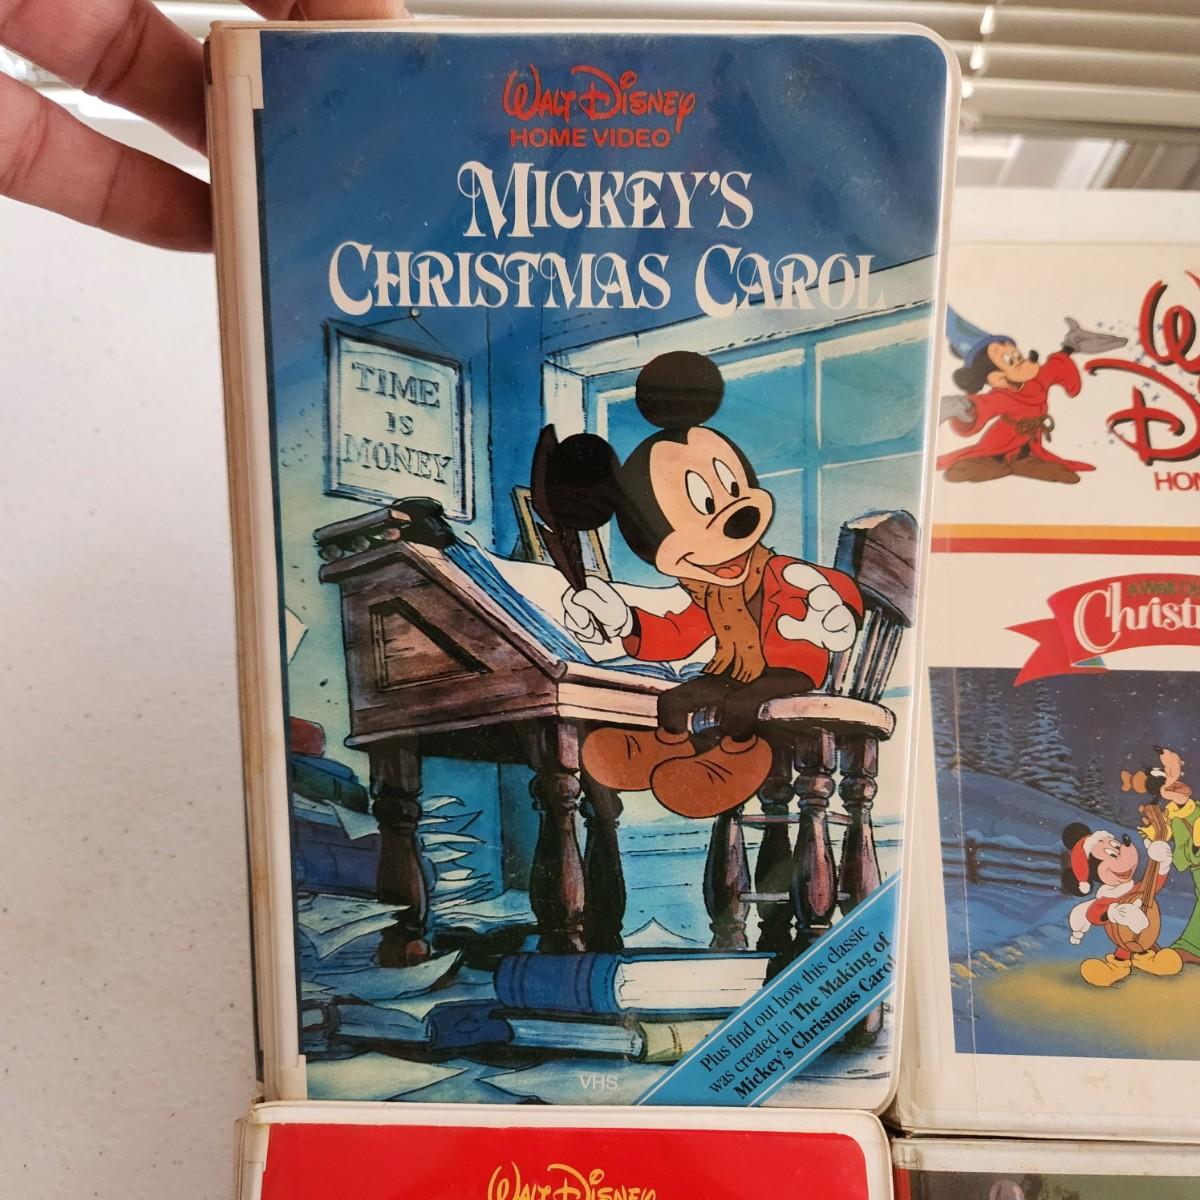 WALT DISNEY
HOME VIDEO
MICKEY'S
CHRISTMAS CAROL
TIME
IS
MONEY
Plus find out how this classic
was created in The Making of
Mickey's Christmas Carol
VHS
WALT DISNEY